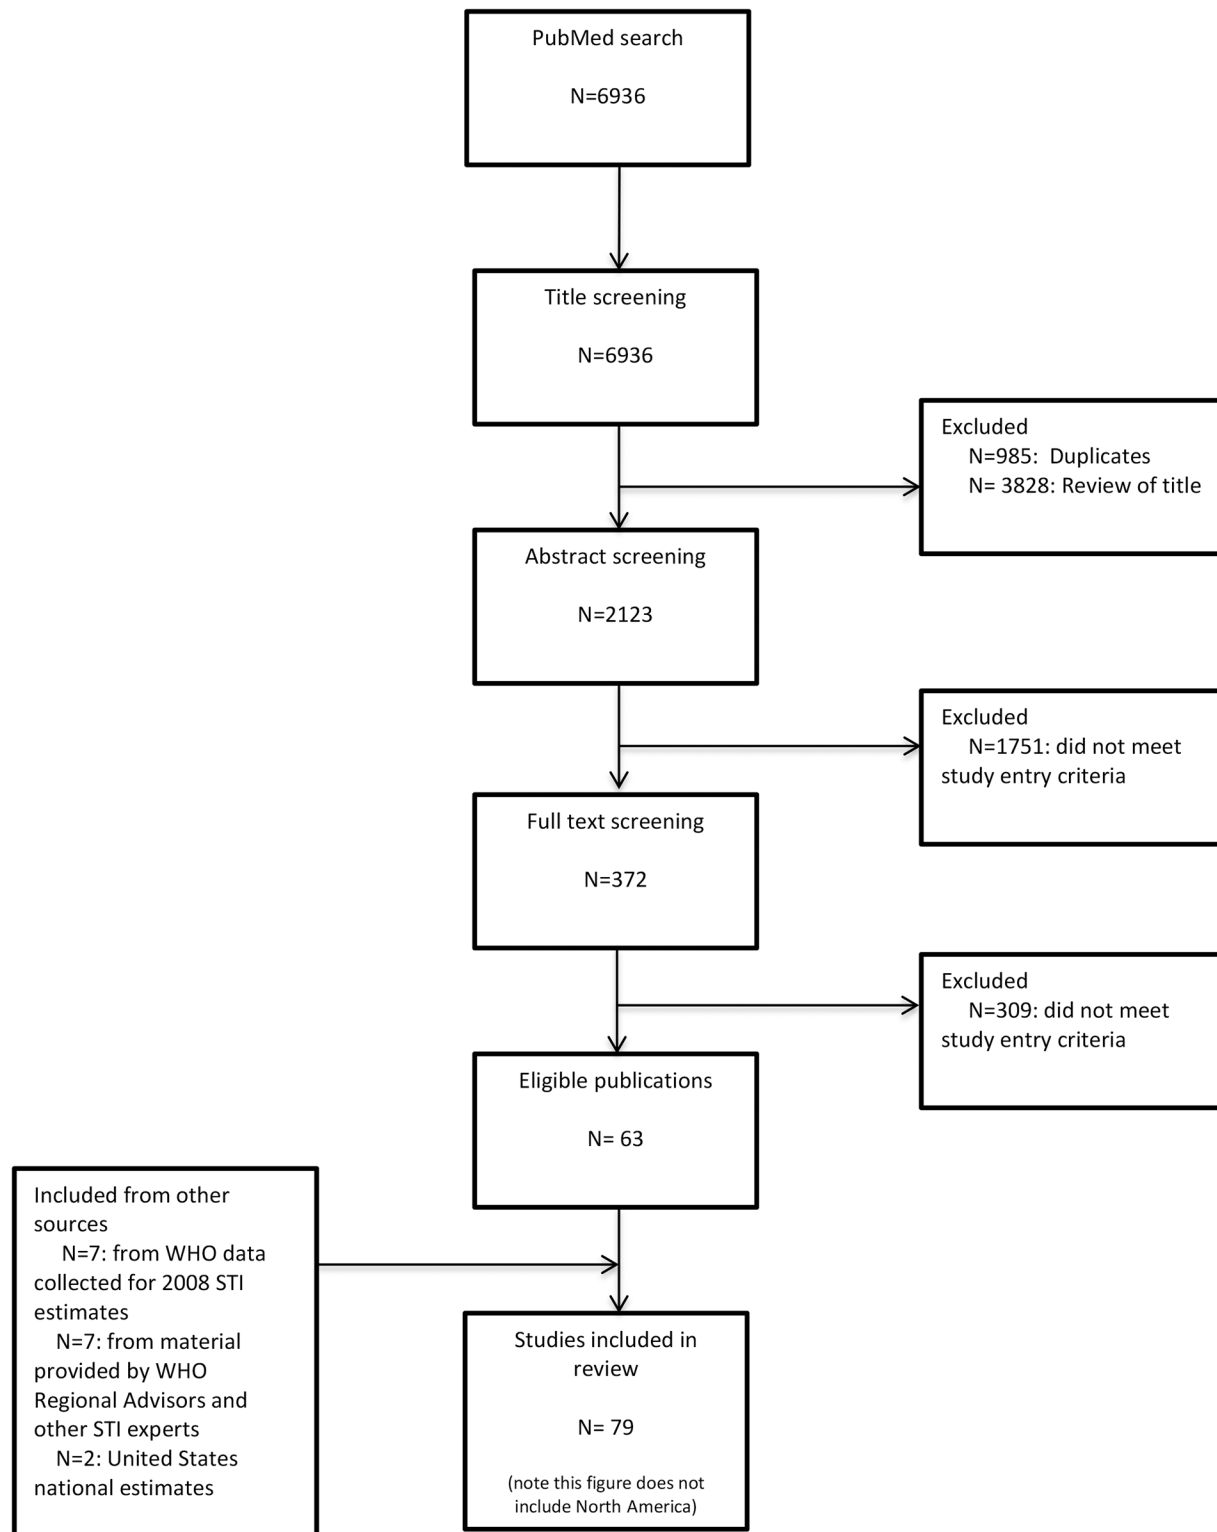 PubMed search
N=6936
Title screening
N=6936
Excluded
N=985:  Duplicates
N= 3828: Review of title
Abstract screening
N=2123
Excluded
N=1751: did not meet
study entry criteria
Full text screening
N=372
Excluded
N=309: did not meet
study entry criteria
Eligible publications
N= 63
Included from other
sources
N=7: from WHO data
collected for 2008 STI
estimates
N=7: from material
provided by WHO
Regional Advisors and
other STI experts
N=2: United States
national estimates
Studies included in
review
N= 79
(note this figure does not
include North America)